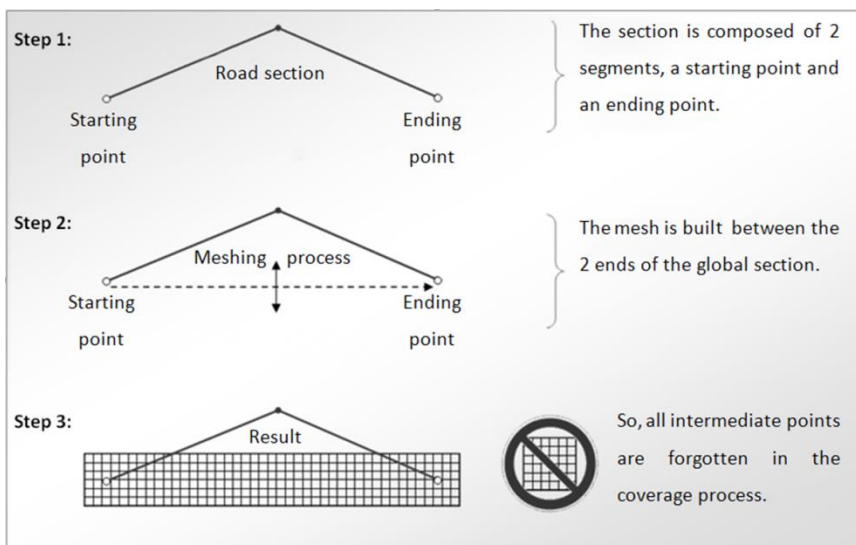 Step 1:
Road section
Starting
point
Ending
point
The section is composed of 2
segments, a starting point and
an ending point.
Step 2:
Meshing process
Starting
point
Ending
point
The mesh is built between the
2 ends of the global section.
Step 3:
Result
So, all intermediate points
are forgotten in the
coverage process.